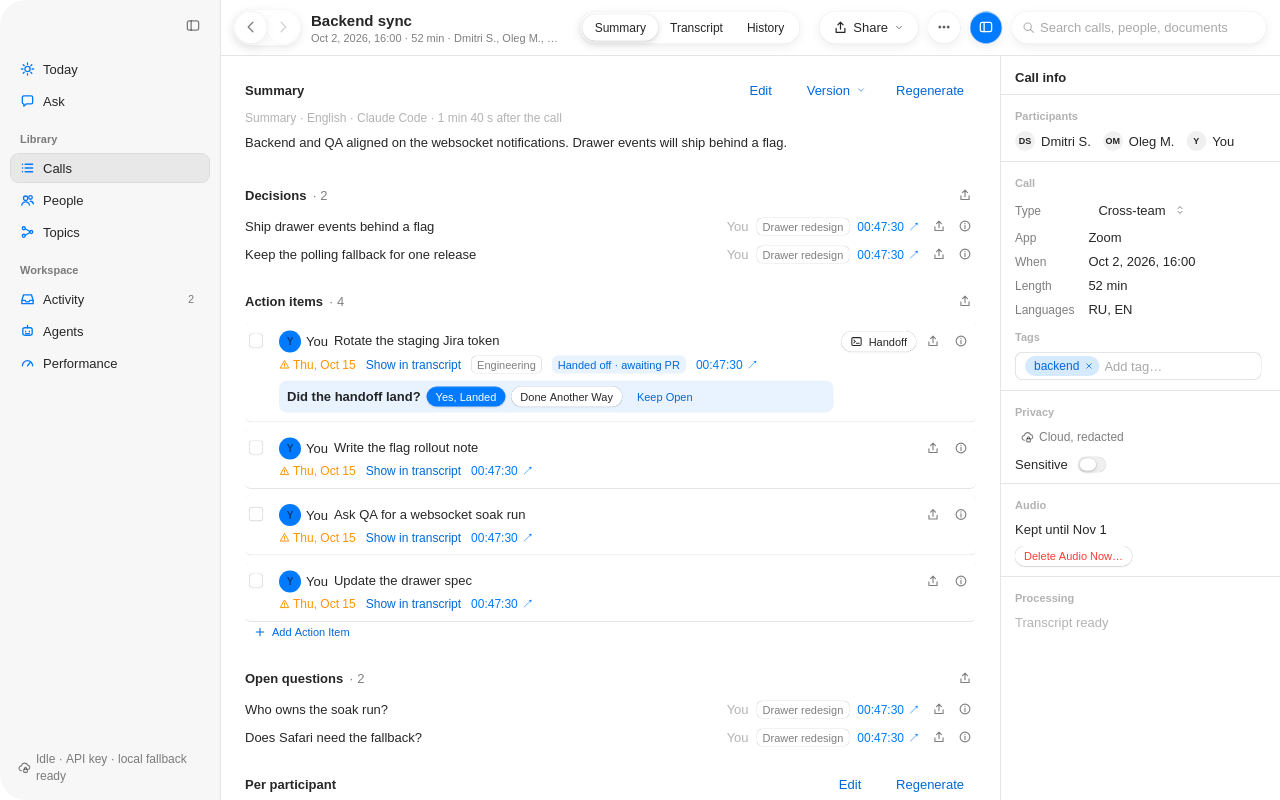 Today
Ask
Library
Calls
People
Topics
Workspace
Activity 2
Agents
Performance
Idle · API key · local fallback
ready
Backend sync
Oct 2, 2026, 16:00 · 52 min · Dmitri S., Oleg M., …
Summary Transcript History
Share
Search calls, people, documents
Summary
Edit Version Regenerate
Summary · English · Claude Code · 1 min 40 s after the call
Backend and QA aligned on the websocket notifications. Drawer events will ship behind a flag.
Decisions · 2
Ship drawer events behind a flag You Drawer redesign 00:47:30
Keep the polling fallback for one release You Drawer redesign 00:47:30
Action items · 4
Y You Rotate the staging Jira token Handoff
Thu, Oct 15 Show in transcript Engineering Handed off · awaiting PR 00:47:30
Did the handoff land? Yes, Landed Done Another Way Keep Open
Y You Write the flag rollout note
Thu, Oct 15 Show in transcript 00:47:30
Y You Ask QA for a websocket soak run
Thu, Oct 15 Show in transcript 00:47:30
Y You Update the drawer spec
Thu, Oct 15 Show in transcript 00:47:30
Add Action Item
Open questions · 2
Who owns the soak run? You Drawer redesign 00:47:30
Does Safari need the fallback? You Drawer redesign 00:47:30
Per participant Edit Regenerate
Call info
Participants
DS Dmitri S. OM Oleg M. Y You
Call
Type Cross-team
App Zoom
When Oct 2, 2026, 16:00
Length 52 min
Languages RU, EN
Tags
backend × Add tag…
Privacy
Cloud, redacted
Sensitive
Audio
Kept until Nov 1
Delete Audio Now…
Processing
Transcript ready